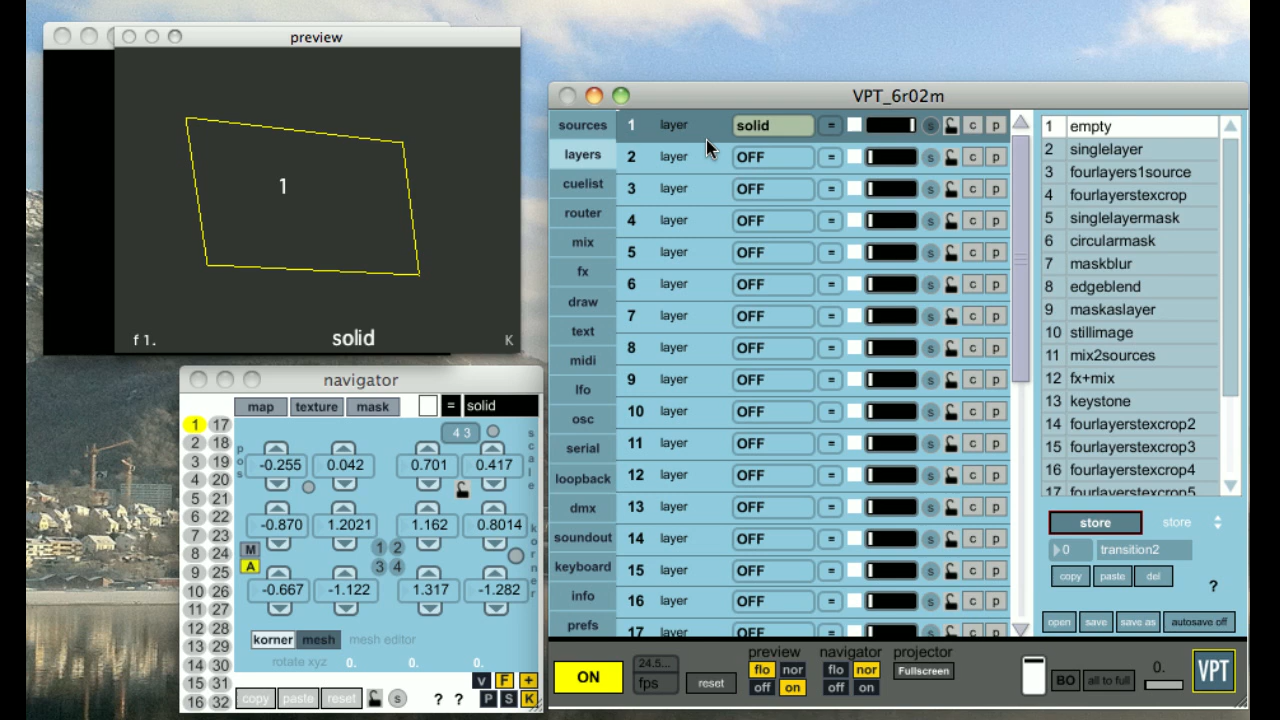 preview
1
f 1.
solid
K
navigator
map texture mask = solid
4 3
pos
scale
korner
1 17
2 18
3 19
4 20
5 21
6 22
7 23
8 24
9 25
10 26
11 27
12 28
13 29
14 30
15 31
16 32
-0.255 0.042 0.701 0.417
-0.870 1.2021 1.162 0.8014
M
A
1 2
3 4
-0.667 -1.122 1.317 -1.282
korner mesh mesh editor
rotate xyz 0. 0. 0.
V F +
copy paste reset s ? ? P S K
VPT_6r02m
sources
layers
cuelist
router
mix
fx
draw
text
midi
lfo
osc
serial
loopback
dmx
soundout
keyboard
info
prefs
1 layer solid = s c p
2 layer OFF = s c p
3 layer OFF = s c p
4 layer OFF = s c p
5 layer OFF = s c p
6 layer OFF = s c p
7 layer OFF = s c p
8 layer OFF = s c p
9 layer OFF = s c p
10 layer OFF = s c p
11 layer OFF = s c p
12 layer OFF = s c p
13 layer OFF = s c p
14 layer OFF = s c p
15 layer OFF = s c p
16 layer OFF = s c p
17 layer OFF = s c p
1 empty
2 singlelayer
3 fourlayers1source
4 fourlayerstexcrop
5 singlelayermask
6 circularmask
7 maskblur
8 edgeblend
9 maskaslayer
10 stillimage
11 mix2sources
12 fx+mix
13 keystone
14 fourlayerstexcrop2
15 fourlayerstexcrop3
16 fourlayerstexcrop4
17 fourlayerstexcrop5
store store
0 transition2
copy paste del ?
open save save as autosave off
ON
24.5...
fps
reset
preview
flo nor
off on
navigator
flo nor
off on
projector
Fullscreen
BO all to full 0.
VPT